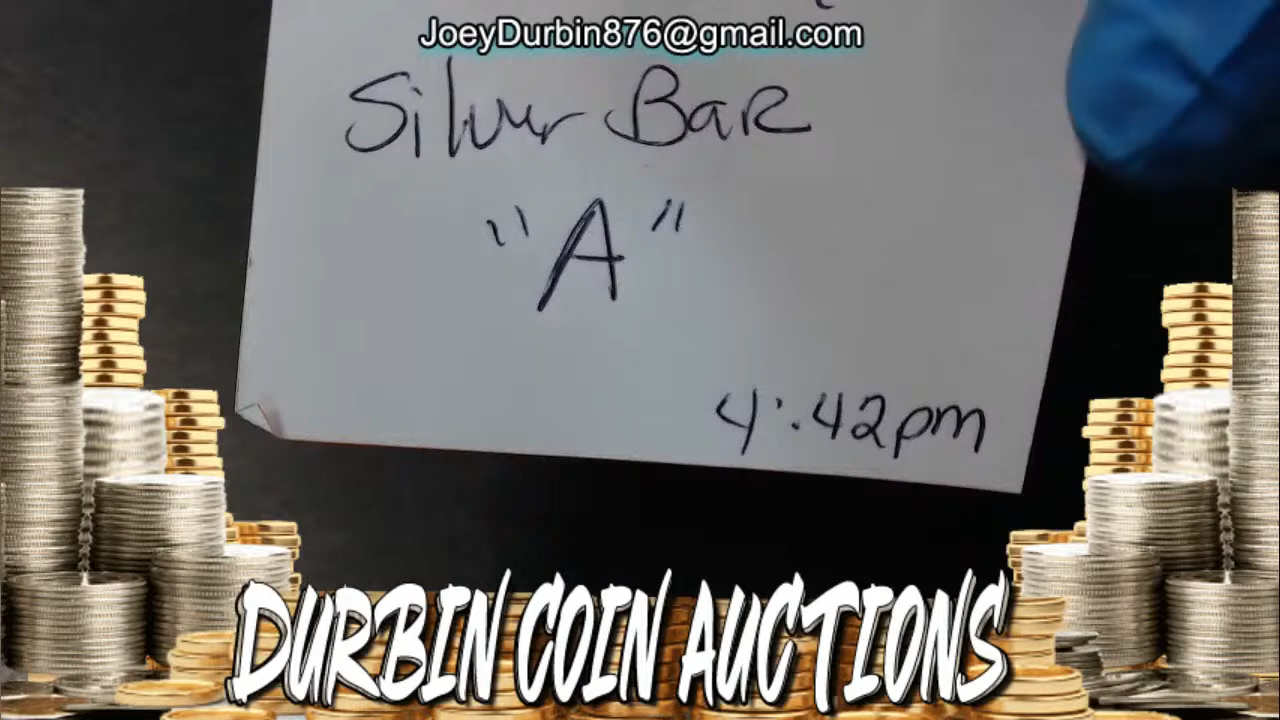 JoeyDurbin876@gmail.com
Silver Bar
"A"
4:42pm
DURBIN COIN AUCTIONS